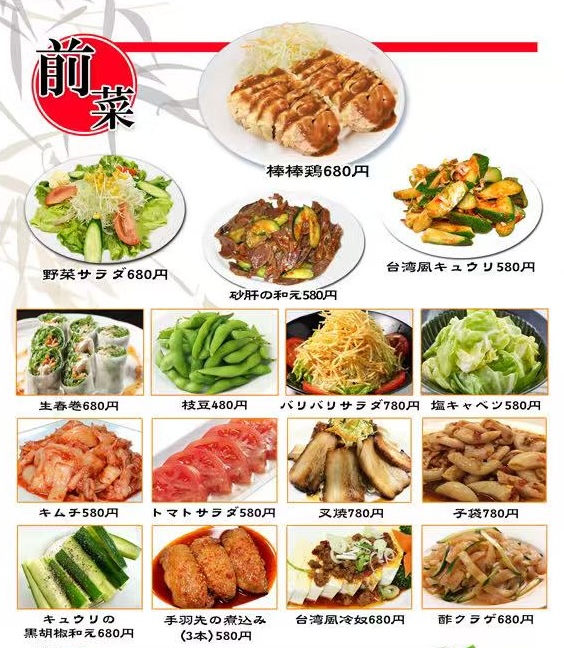 前菜
棒棒鶏680円
野菜サラダ680円
砂肝の和え580円
台湾風キュウリ580円
生春巻680円
枝豆480円
パリパリサラダ780円
塩キャベツ580円
キムチ580円
トマトサラダ580円
叉焼780円
子袋780円
キュウリの
黒胡椒和え680円
手羽先の煮込み
(3本)580円
台湾風冷奴680円
酢クラゲ680円